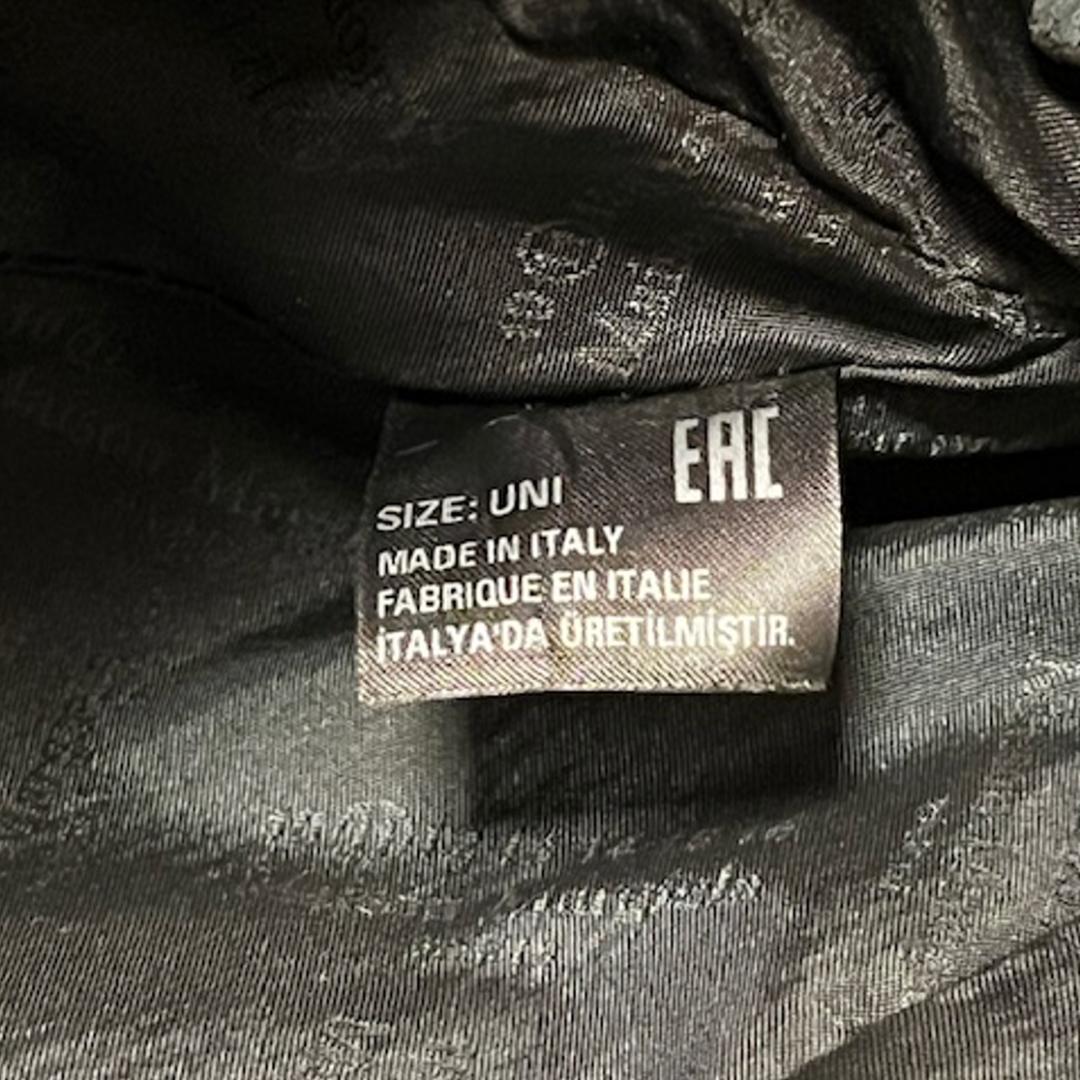 EAC
SIZE: UNI
MADE IN ITALY
FABRIQUE EN ITALIE
İTALYA'DA ÜRETİLMİŞTİR.